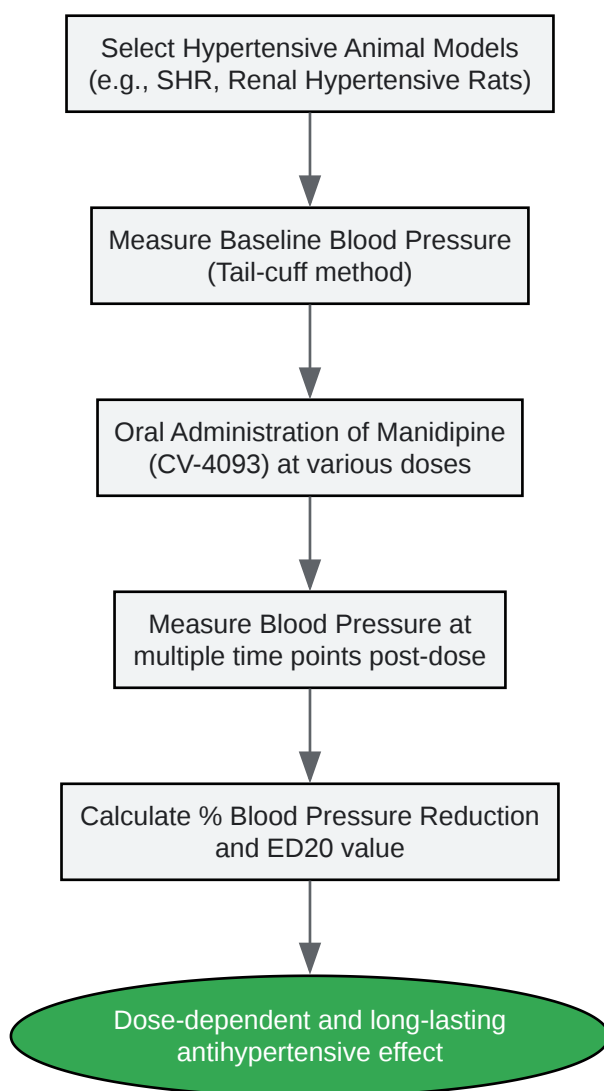 Select Hypertensive Animal Models
(e.g., SHR, Renal Hypertensive Rats)
Measure Baseline Blood Pressure
(Tail-cuff method)
Oral Administration of Manidipine
(CV-4093) at various doses
Measure Blood Pressure at
multiple time points post-dose
Calculate % Blood Pressure Reduction
and ED20 value
Dose-dependent and long-lasting
antihypertensive effect